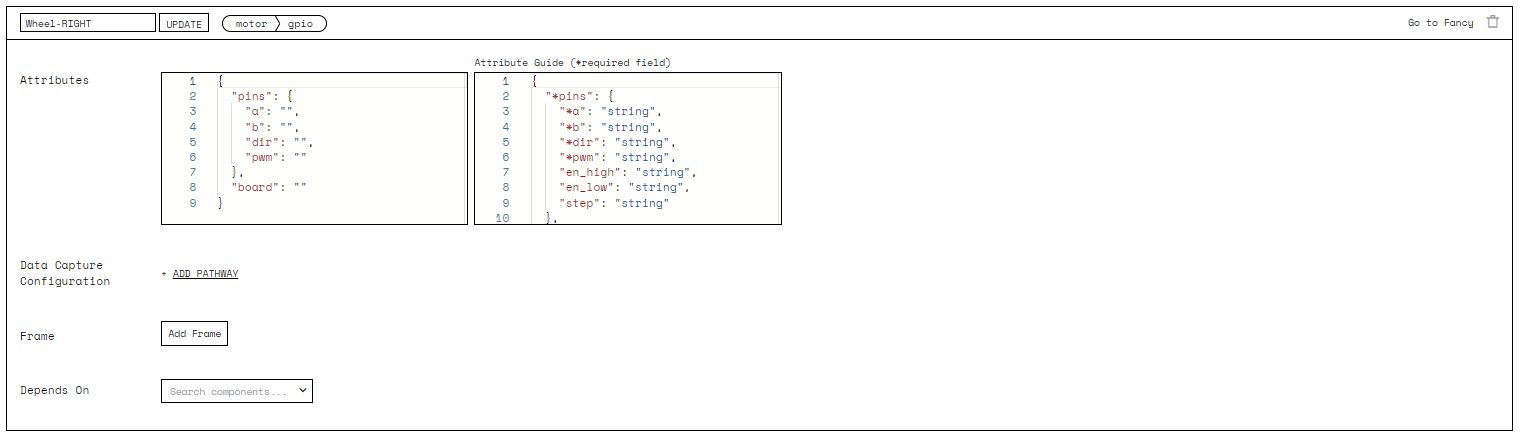 Wheel-RIGHT UPDATE motor gpio Go to Fancy
Attribute Guide (*required field)
Attributes
1 {
2 "pins": {
3 "a": "",
4 "b": "",
5 "dir": "",
6 "pwm": ""
7 },
8 "board": ""
9 }
1 {
2 "*pins": {
3 "*a": "string",
4 "*b": "string",
5 "*dir": "string",
6 "*pwm": "string",
7 "en_high": "string",
8 "en_low": "string",
9 "step": "string"
10 },
Data Capture
Configuration
+ ADD PATHWAY
Frame
Add Frame
Depends On
Search components...